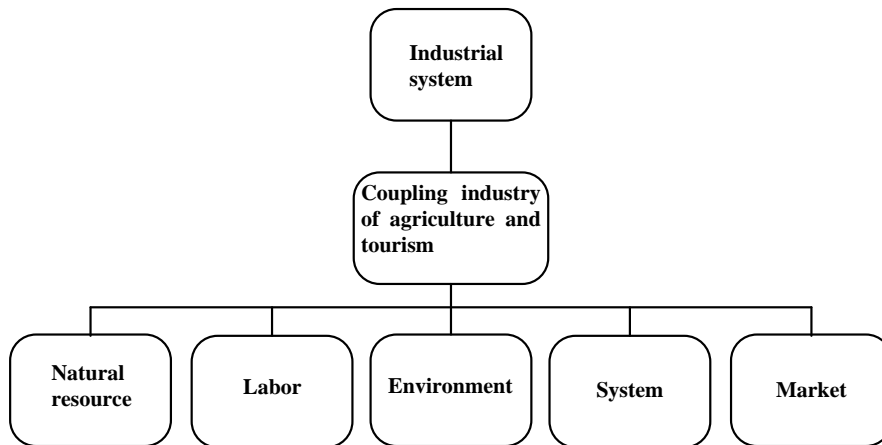 Industrial
system
Coupling industry
of agriculture and
tourism
Natural
resource
Labor
Environment
System
Market